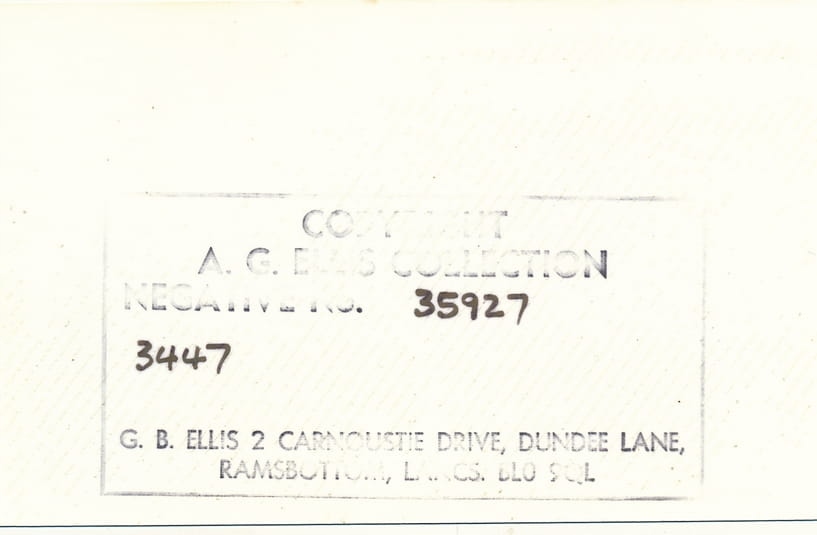 COPYRIGHT
A. G. ELLIS COLLECTION
NEGATIVE No. 35927
3447
G. B. ELLIS 2 CARNOUSTIE DRIVE, DUNDEE LANE,
RAMSBOTTOM, LANCS. BL0 9QL